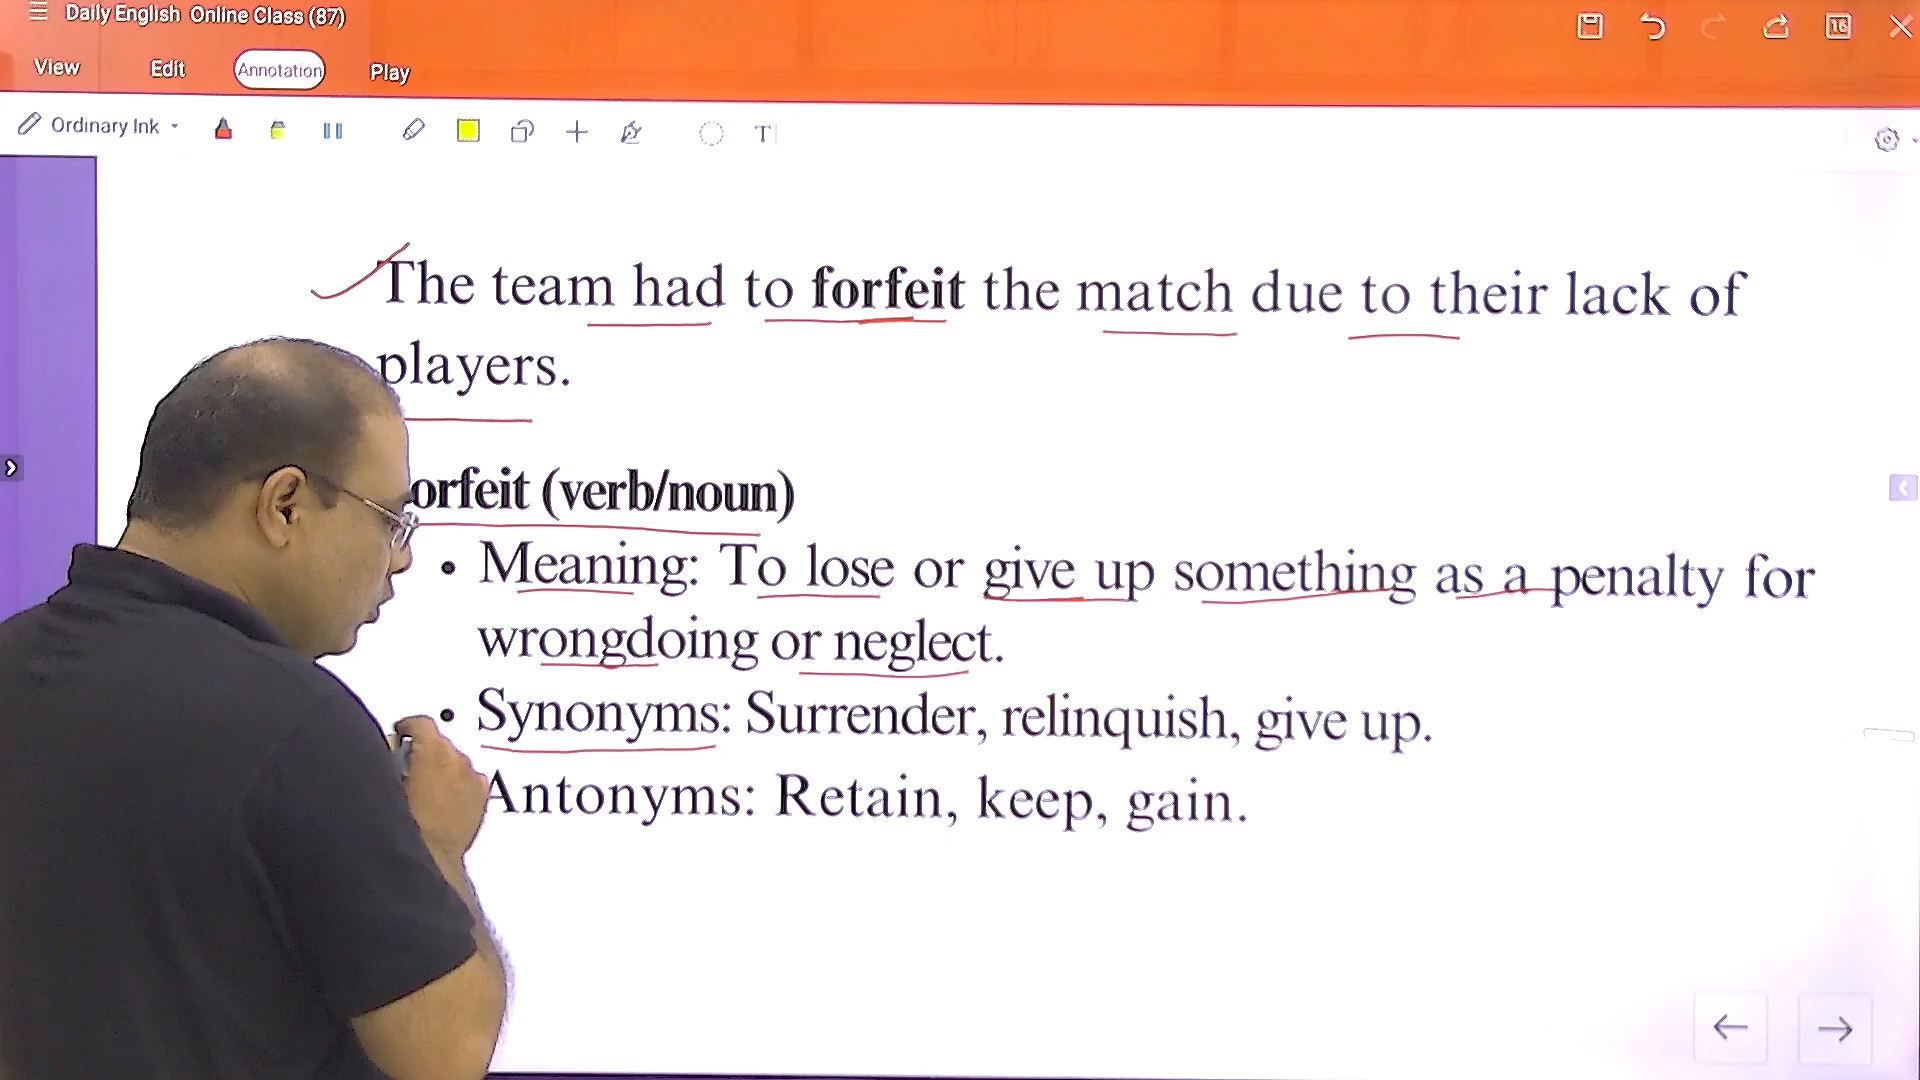 Daily English Online Class (87)
16
View Edit Annotation Play
Ordinary Ink
T
The team had to forfeit the match due to their lack of
players.
orfeit (verb/noun)
• Meaning: To lose or give up something as a penalty for
wrongdoing or neglect.
• Synonyms: Surrender, relinquish, give up.
Antonyms: Retain, keep, gain.